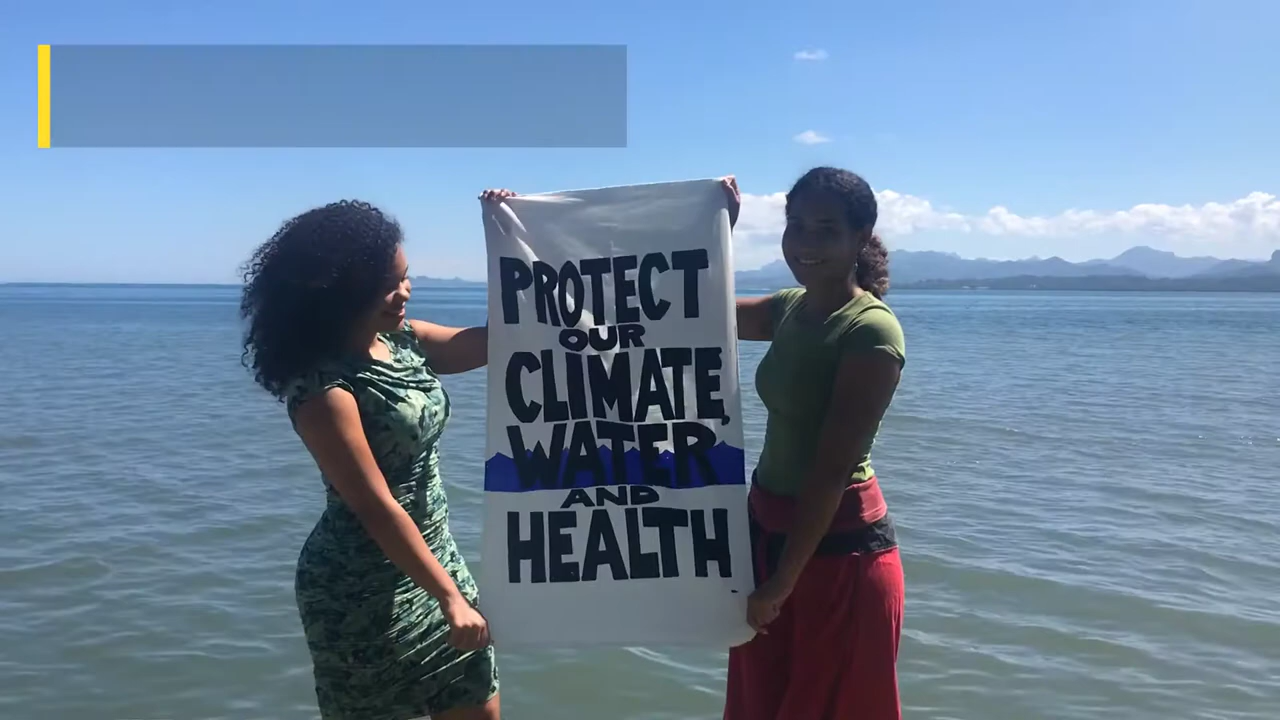 PROTECT
OUR
CLIMATE,
WATER
AND
HEALTH